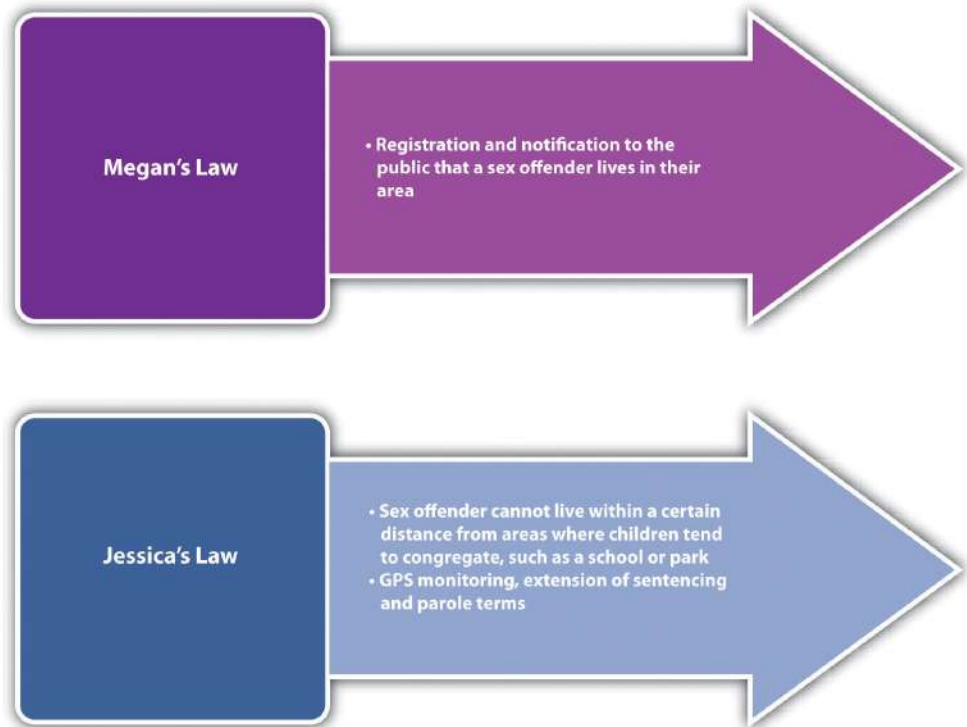 Megan's Law
• Registration and notification to the
public that a sex offender lives in their
area
Jessica's Law
• Sex offender cannot live within a certain
distance from areas where children tend
to congregate, such as a school or park
• GPS monitoring, extension of sentencing
and parole terms